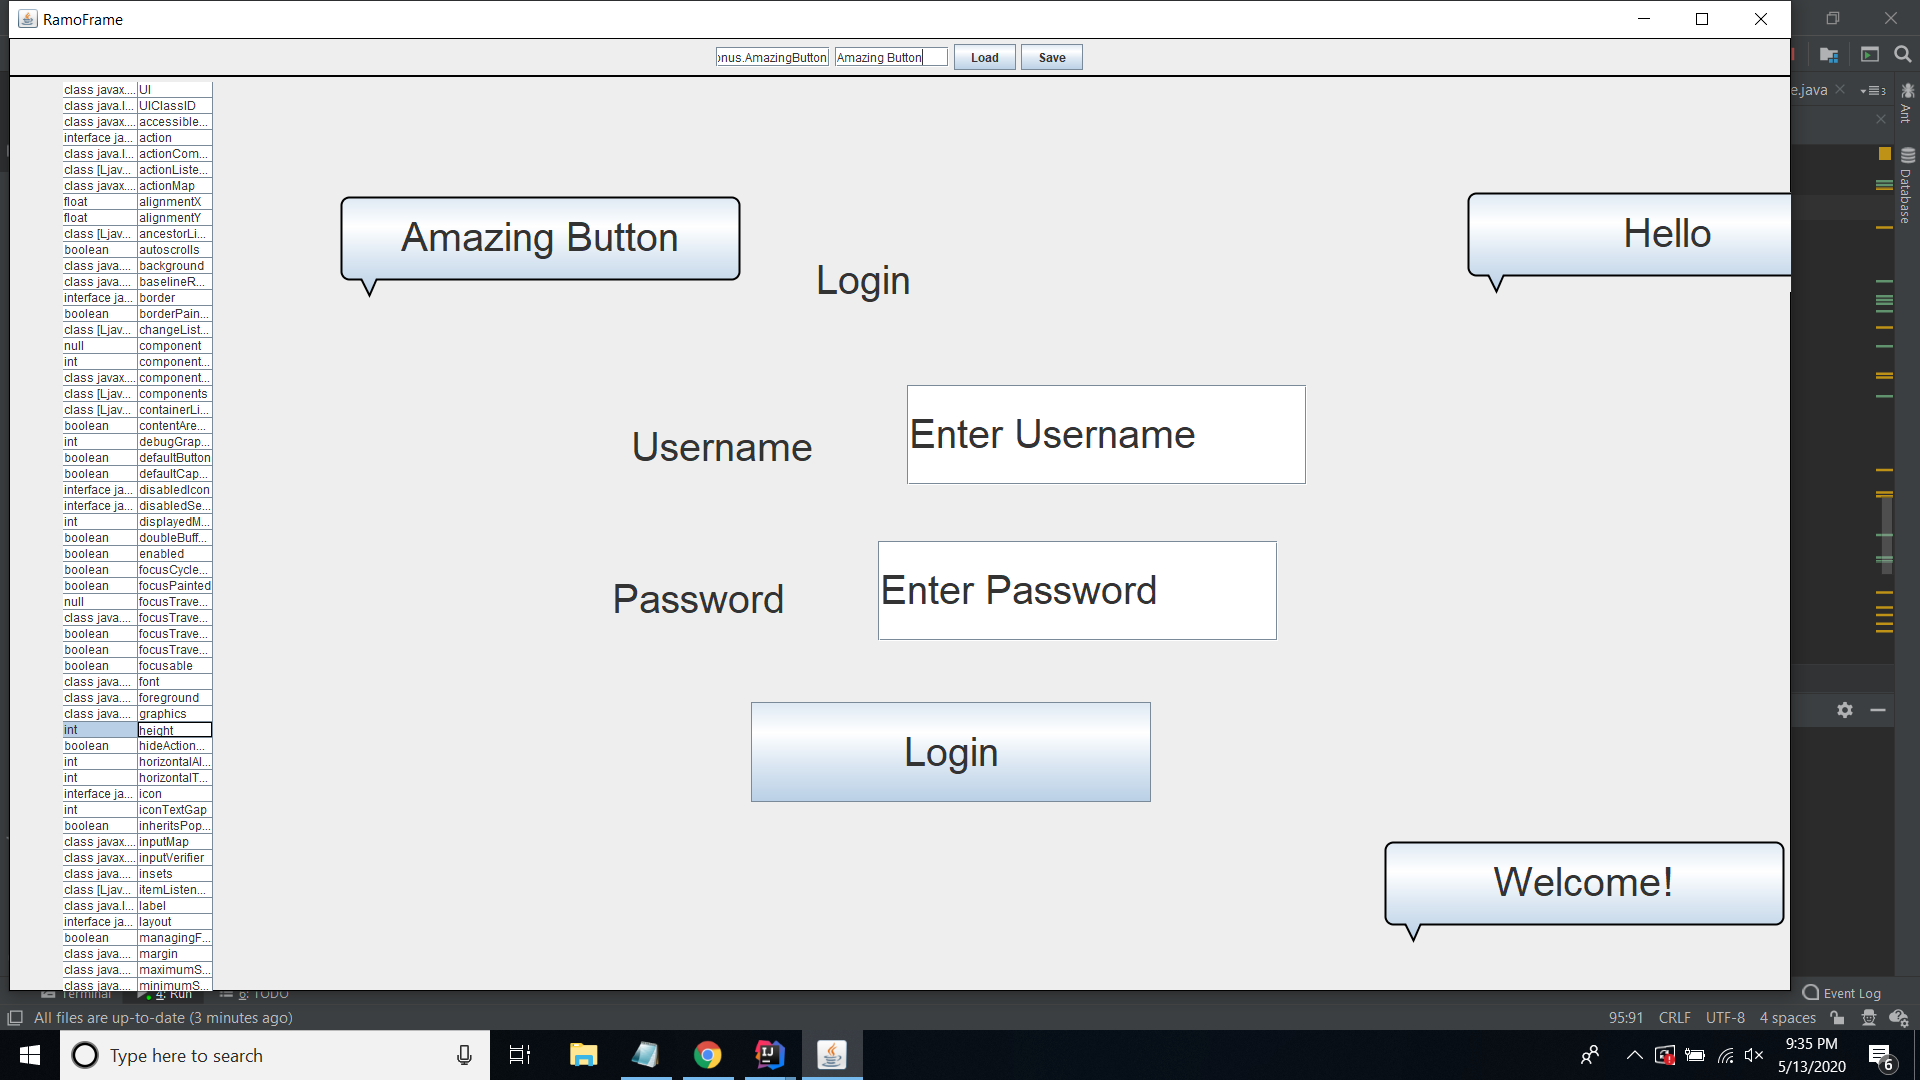 RamoFrame
onus.AmazingButton Amazing Button Load Save
class javax.... UI
class java.l... UIClassID
class javax.... accessible...
interface ja... action
class java.l... actionCom...
class [Ljav... actionListe...
class javax.... actionMap
float alignmentX
float alignmentY
class [Ljav... ancestorLi...
boolean autoscrolls
class java.... background
class java.... baselineR...
interface ja... border
boolean borderPain...
class [Ljav... changeList...
null component
int component...
class javax.... component...
class [Ljav... components
class [Ljav... containerLi...
boolean contentAre...
int debugGrap...
boolean defaultButton
boolean defaultCap...
interface ja... disabledIcon
interface ja... disabledSe...
int displayedM...
boolean doubleBuff...
boolean enabled
boolean focusCycle...
boolean focusPainted
null focusTrave...
class java.... focusTrave...
boolean focusTrave...
boolean focusTrave...
boolean focusable
class java.... font
class java.... foreground
class java.... graphics
int height
boolean hideAction...
int horizontalAl...
int horizontalT...
interface ja... icon
int iconTextGap
boolean inheritsPop...
class javax.... inputMap
class javax.... inputVerifier
class java.... insets
class [Ljav... itemListen...
class java.l... label
interface ja... layout
boolean managingF...
class java.... margin
class java.... maximumS...
class java.... minimumS...
Amazing Button
Hello
Login
Username Enter Username
Password Enter Password
Login
Welcome!
e.java
3
Ant
Database
Terminal 4: Run 6: TODO
Event Log
All files are up-to-date (3 minutes ago)
95:91 CRLF UTF-8 4 spaces
Type here to search
9:35 PM
5/13/2020
6